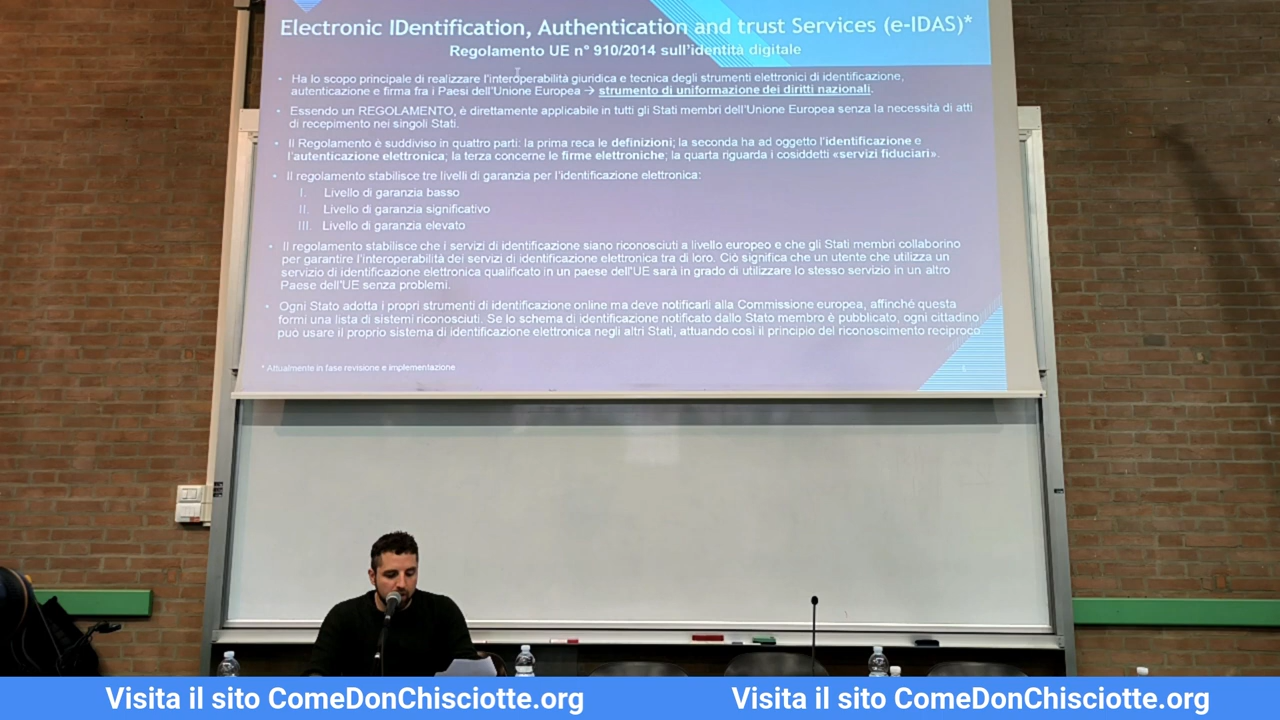 Electronic IDentification, Authentication and trust Services (e-IDAS)*
Regolamento UE n° 910/2014 sull'identità digitale
• Ha lo scopo principale di realizzare l'interoperabilità giuridica e tecnica degli strumenti elettronici di identificazione,
autenticazione e firma fra i Paesi dell'Unione Europea → strumento di uniformazione dei diritti nazionali.
• Essendo un REGOLAMENTO, è direttamente applicabile in tutti gli Stati membri dell'Unione Europea senza la necessità di atti
di recepimento nei singoli Stati.
• Il Regolamento è suddiviso in quattro parti: la prima reca le definizioni; la seconda ha ad oggetto l'identificazione e
l'autenticazione elettronica; la terza concerne le firme elettroniche; la quarta riguarda i cosiddetti «servizi fiduciari».
• Il regolamento stabilisce tre livelli di garanzia per l'identificazione elettronica:
I. Livello di garanzia basso
II. Livello di garanzia significativo
III. Livello di garanzia elevato
• Il regolamento stabilisce che i servizi di identificazione siano riconosciuti a livello europeo e che gli Stati membri collaborino
per garantire l'interoperabilità dei servizi di identificazione elettronica tra di loro. Ciò significa che un utente che utilizza un
servizio di identificazione elettronica qualificato in un paese dell'UE sarà in grado di utilizzare lo stesso servizio in un altro
Paese dell'UE senza problemi.
• Ogni Stato adotta i propri strumenti di identificazione online ma deve notificarli alla Commissione europea, affinché questa
formi una lista di sistemi riconosciuti. Se lo schema di identificazione notificato dallo Stato membro è pubblicato, ogni cittadino
può usare il proprio sistema di identificazione elettronica negli altri Stati, attuando così il principio del riconoscimento reciproco
* Attualmente in fase revisione e implementazione
Visita il sito ComeDonChisciotte.org Visita il sito ComeDonChisciotte.org